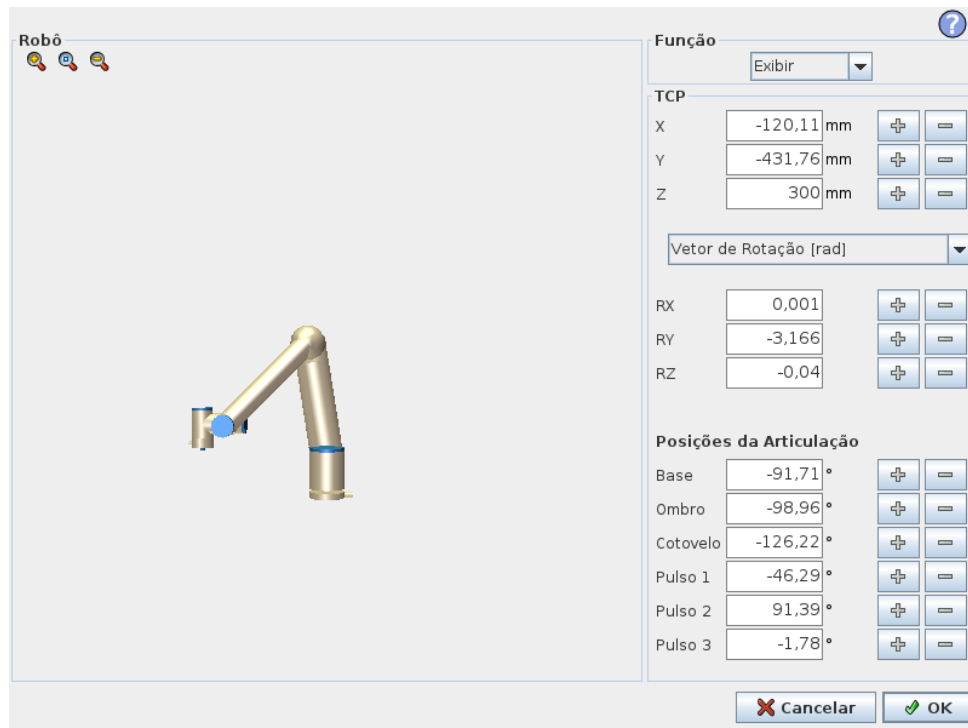 Robô
Função
Exibir
TCP
X -120,11 mm
Y -431,76 mm
Z 300 mm
Vetor de Rotação [rad]
RX 0,001
RY -3,166
RZ -0,04
Posições da Articulação
Base -91,71 °
Ombro -98,96 °
Cotovelo -126,22 °
Pulso 1 -46,29 °
Pulso 2 91,39 °
Pulso 3 -1,78 °
Cancelar OK